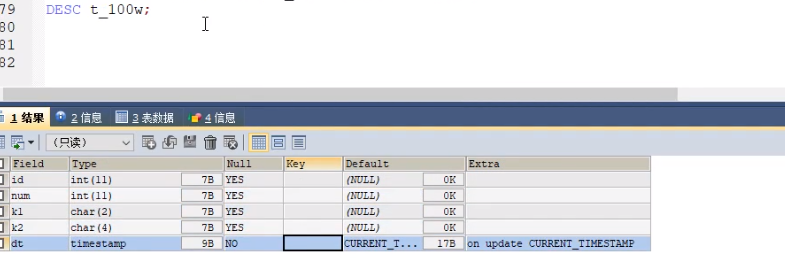 79 DESC t_100w;
80
81
82
1 结果 2 信息 3 表数据 4 信息
（只读）
Field Type Null Key Default Extra
id int(11) 7B YES (NULL) 0K
num int(11) 7B YES (NULL) 0K
k1 char(2) 7B YES (NULL) 0K
k2 char(4) 7B YES (NULL) 0K
dt timestamp 9B NO CURRENT_T... 17B on update CURRENT_TIMESTAMP